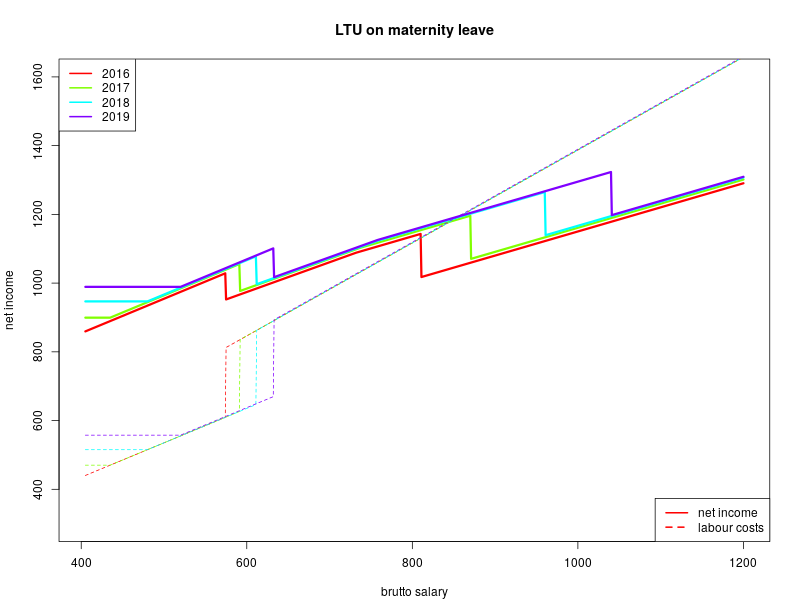 LTU on maternity leave
2016
2017
2018
2019
net income
1600
1400
1200
1000
800
600
400
net income
labour costs
400 600 800 1000 1200
brutto salary